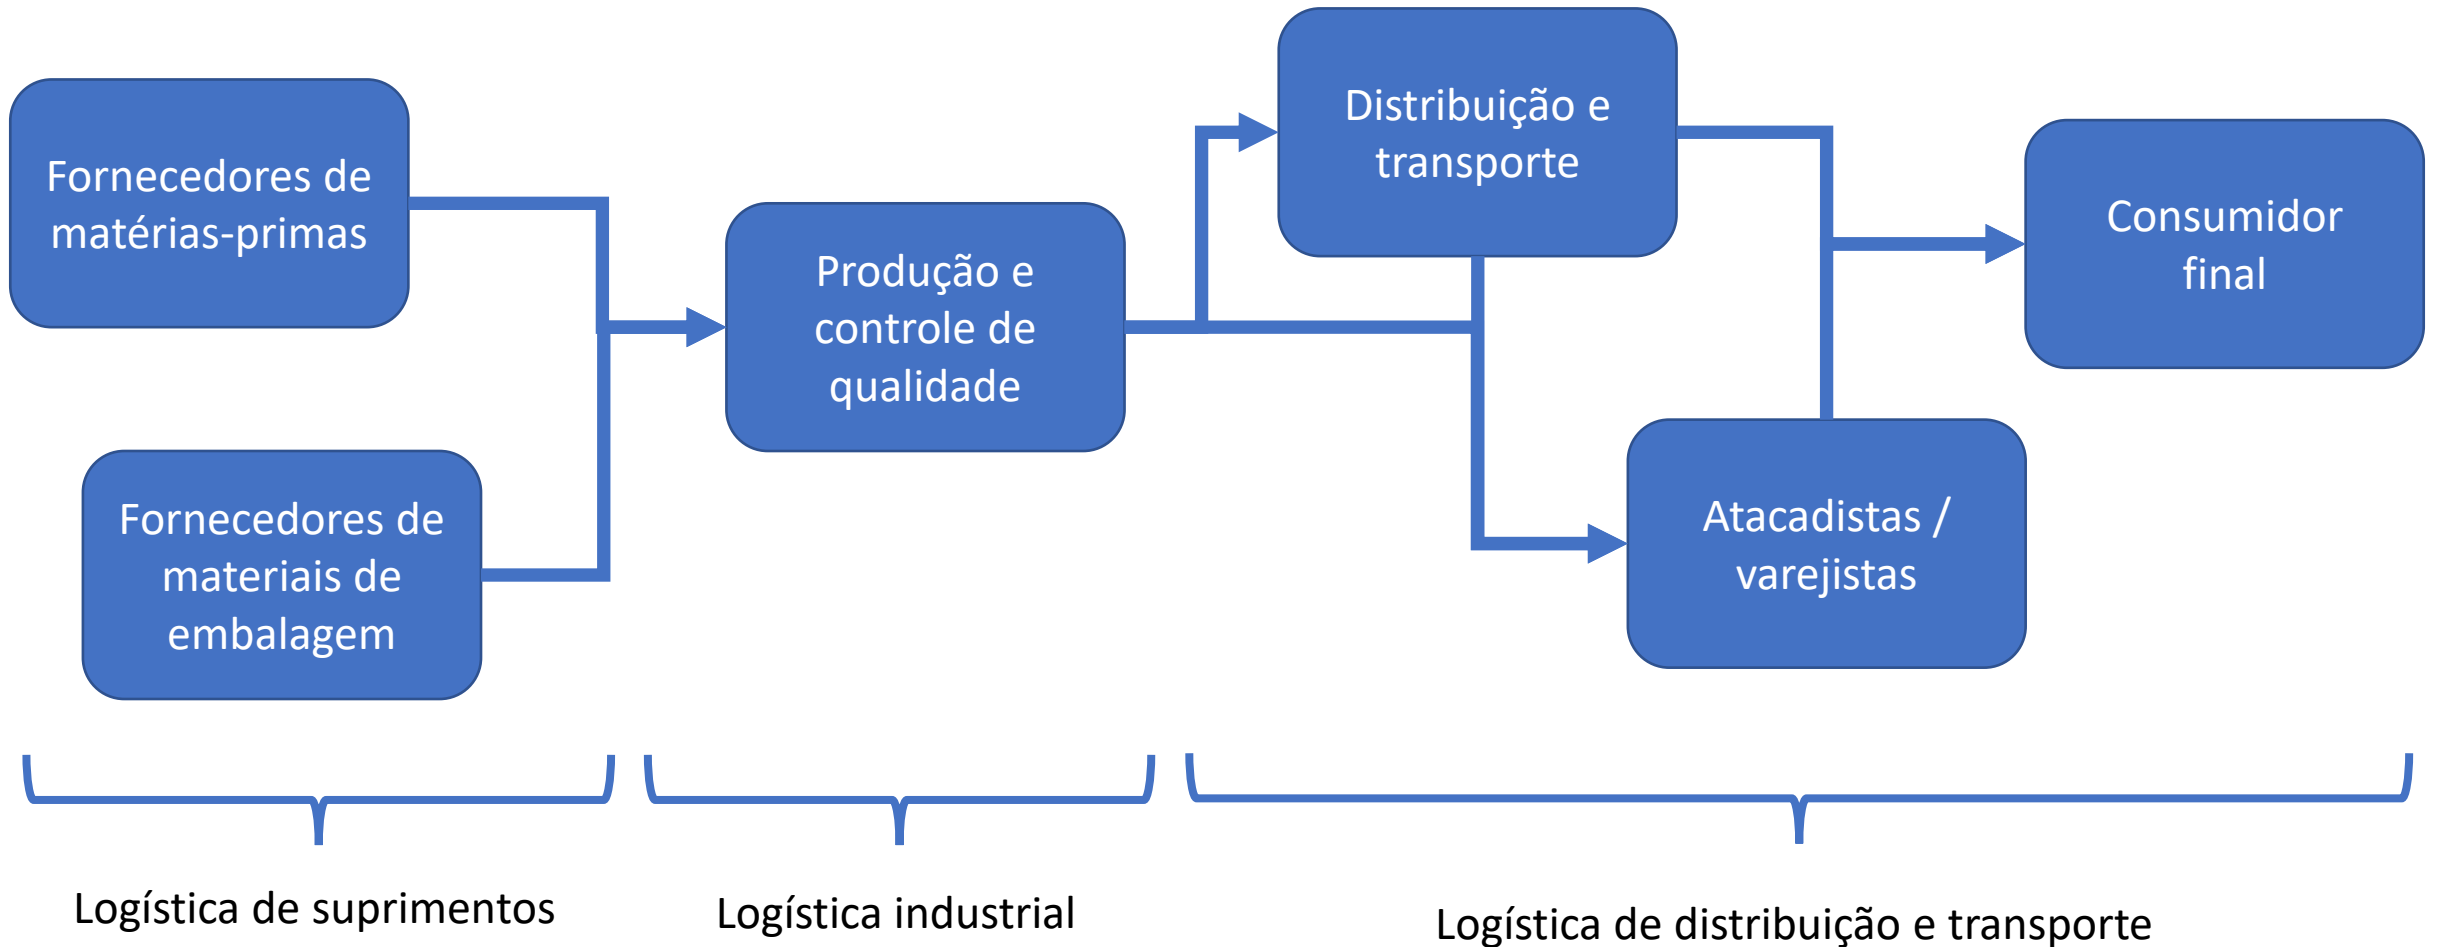 Fornecedores de
matérias-primas
Fornecedores de
materiais de
embalagem
Produção e
controle de
qualidade
Distribuição e
transporte
Atacadistas /
varejistas
Consumidor
final
Logística de suprimentos
Logística industrial
Logística de distribuição e transporte